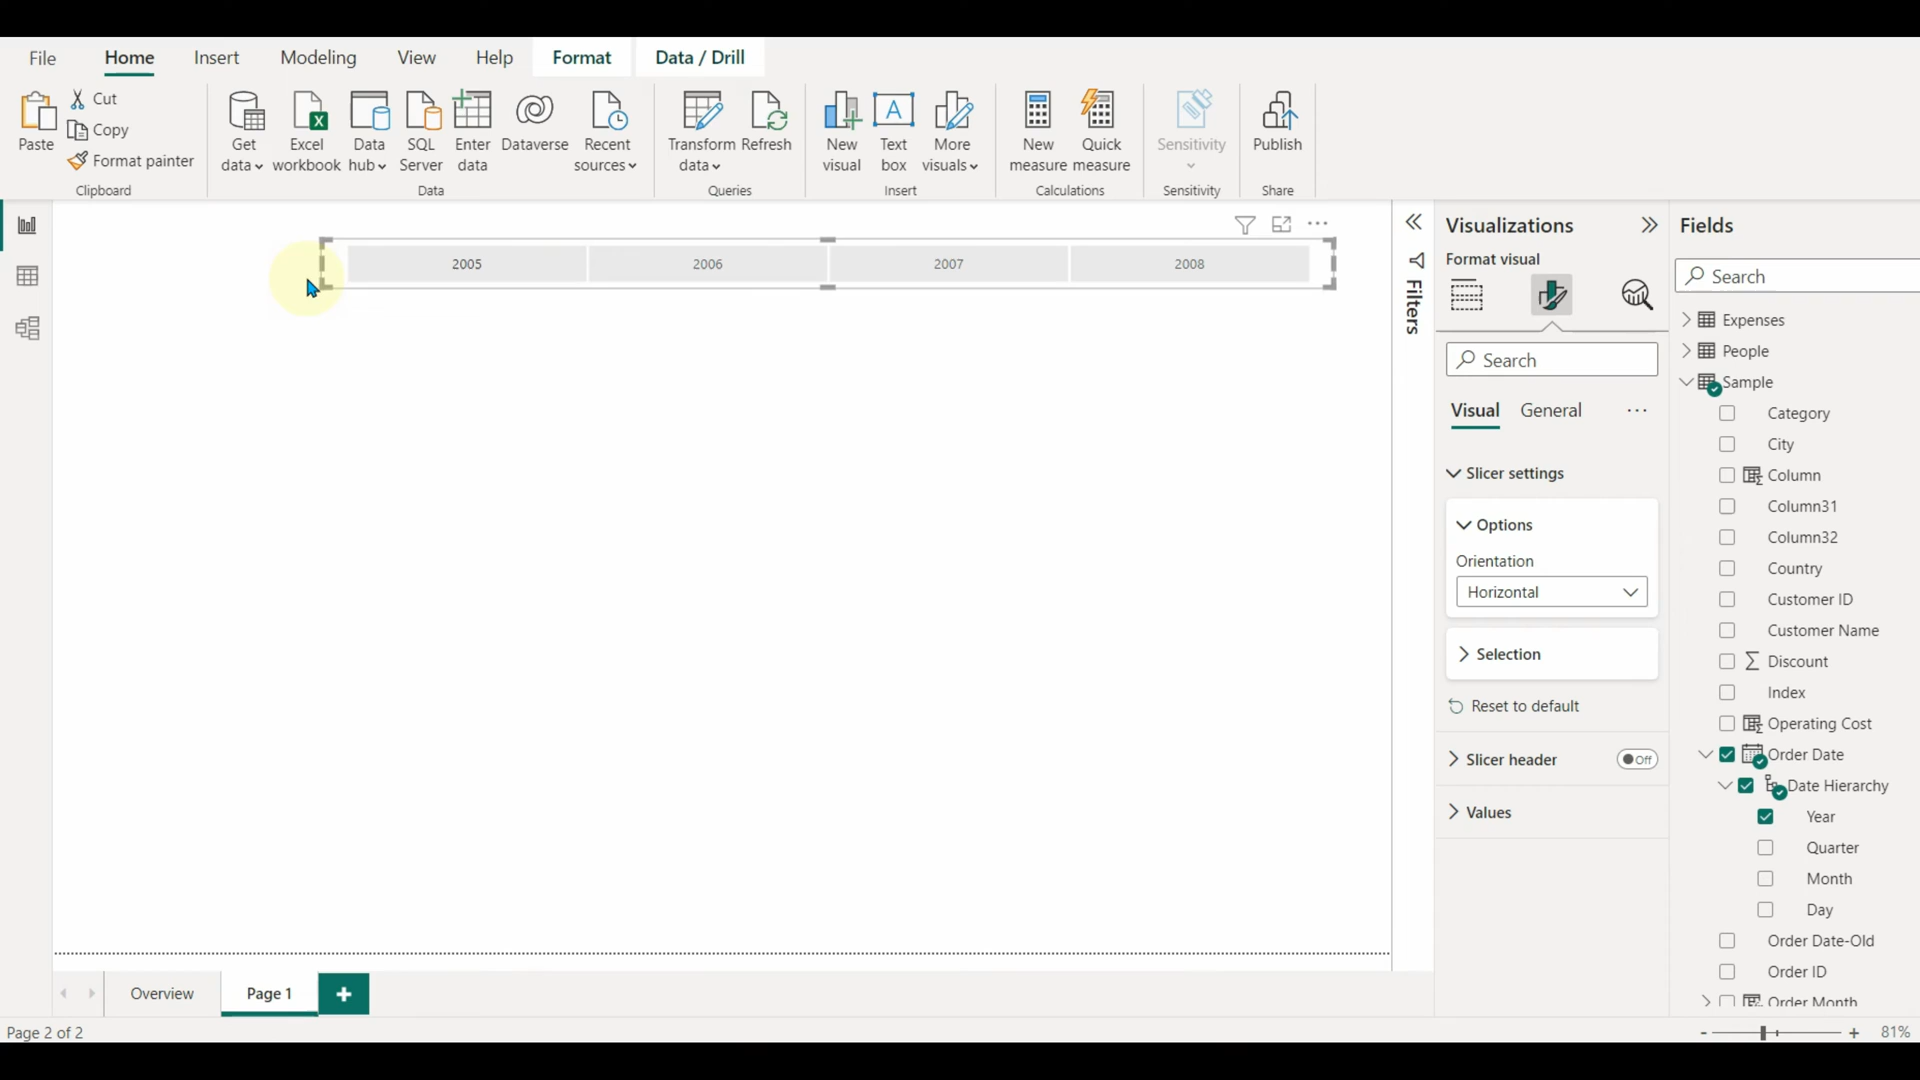 File Home Insert Modeling View Help Format Data / Drill
Paste
Cut
Copy
Format painter
Clipboard
Get data
Excel workbook
Data hub
SQL Server
Enter data
Dataverse
Recent sources
Data
Transform data
Refresh
Queries
New visual
A
Text box
More visuals
Insert
New measure
Quick measure
Calculations
Sensitivity
Sensitivity
Publish
Share
2005 2006 2007 2008
Filters
Visualizations
Format visual
Search
Visual General
Slicer settings
Options
Orientation
Horizontal
Selection
Reset to default
Slicer header Off
Values
Fields
Search
Expenses
People
Sample
Category
City
Column
Column31
Column32
Country
Customer ID
Customer Name
Discount
Index
Operating Cost
Order Date
Date Hierarchy
Year
Quarter
Month
Day
Order Date-Old
Order ID
Order Month
Overview Page 1
Page 2 of 2
- + 81%